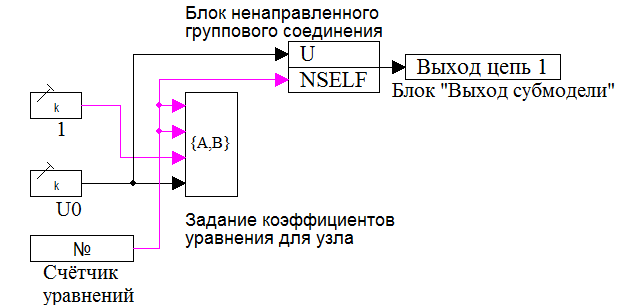 Блок ненаправленного
группового соединения
U
NSELF
Выход цепь 1
Блок "Выход субмодели"
k
1
{A,B}
k
U0
Задание коэффициентов
уравнения для узла
№
Счётчик
уравнений